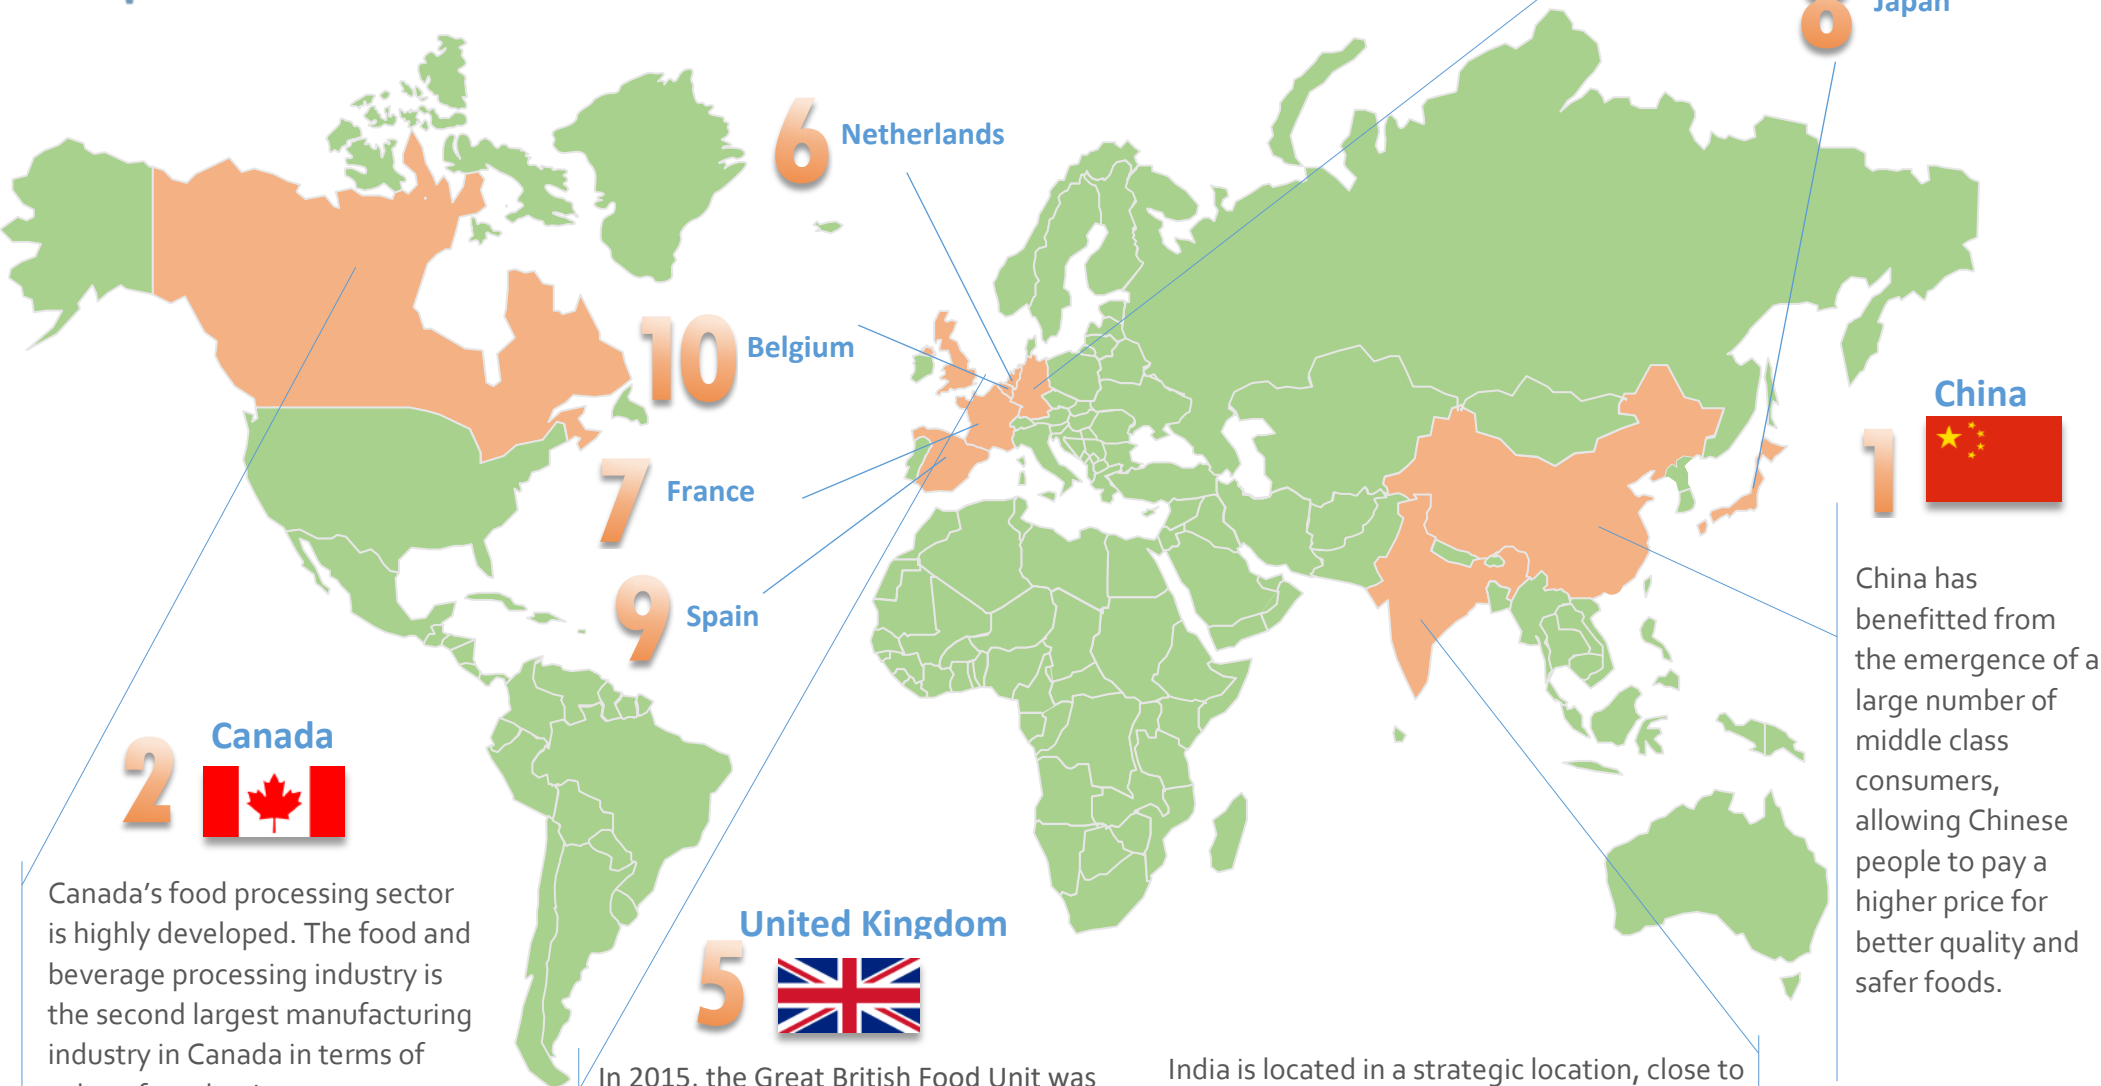 8 Japan
6 Netherlands
10 Belgium
7 France
9 Spain
1 China
China has
benefitted from
the emergence of a
large number of
middle class
consumers,
allowing Chinese
people to pay a
higher price for
better quality and
safer foods.
2 Canada
Canada’s food processing sector
is highly developed. The food and
beverage processing industry is
the second largest manufacturing
industry in Canada in terms of
5 United Kingdom
In 2015, the Great British Food Unit was
India is located in a strategic location, close to